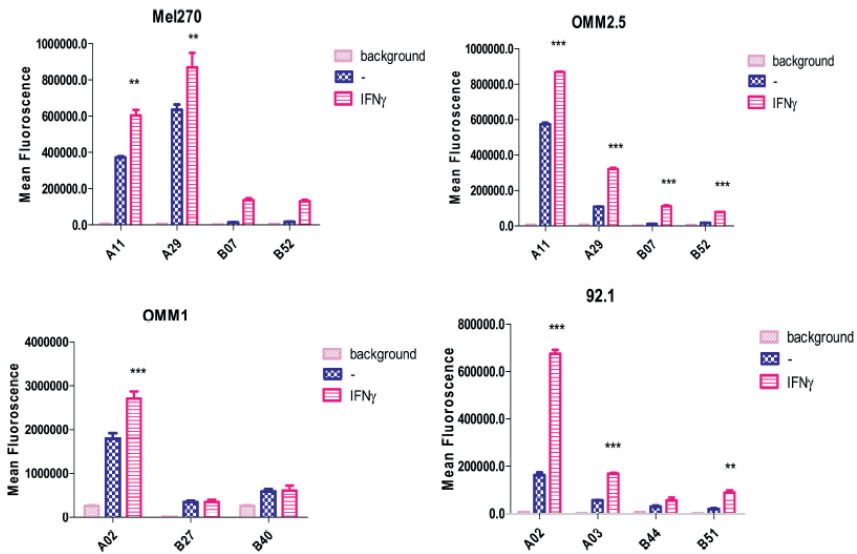 Mel270
Mean Fluoroscence
1000000.0
800000.0
600000.0
400000.0
200000.0
0.0
**
**
A11
A29
B07
B52
background
-
IFNγ
OMM2.5
Mean Fluoroscence
1000000.0
800000.0
600000.0
400000.0
200000.0
0.0
***
***
***
***
A11
A29
B07
B52
background
-
IFNγ
OMM1
Mean Fluoroscence
4000000
3000000
2000000
1000000
0
***
A02
B27
B40
background
-
IFNγ
92.1
Mean Fluoroscence
800000.0
600000.0
400000.0
200000.0
0.0
***
***
**
A02
A03
B44
B51
background
-
IFNγ